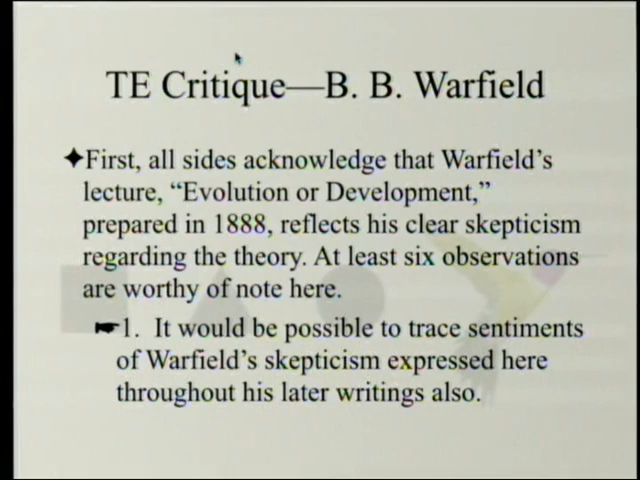 TE Critique—B. B. Warfield
First, all sides acknowledge that Warfield's
lecture, “Evolution or Development,”
prepared in 1888, reflects his clear skepticism
regarding the theory. At least six observations
are worthy of note here.
1. It would be possible to trace sentiments
of Warfield's skepticism expressed here
throughout his later writings also.